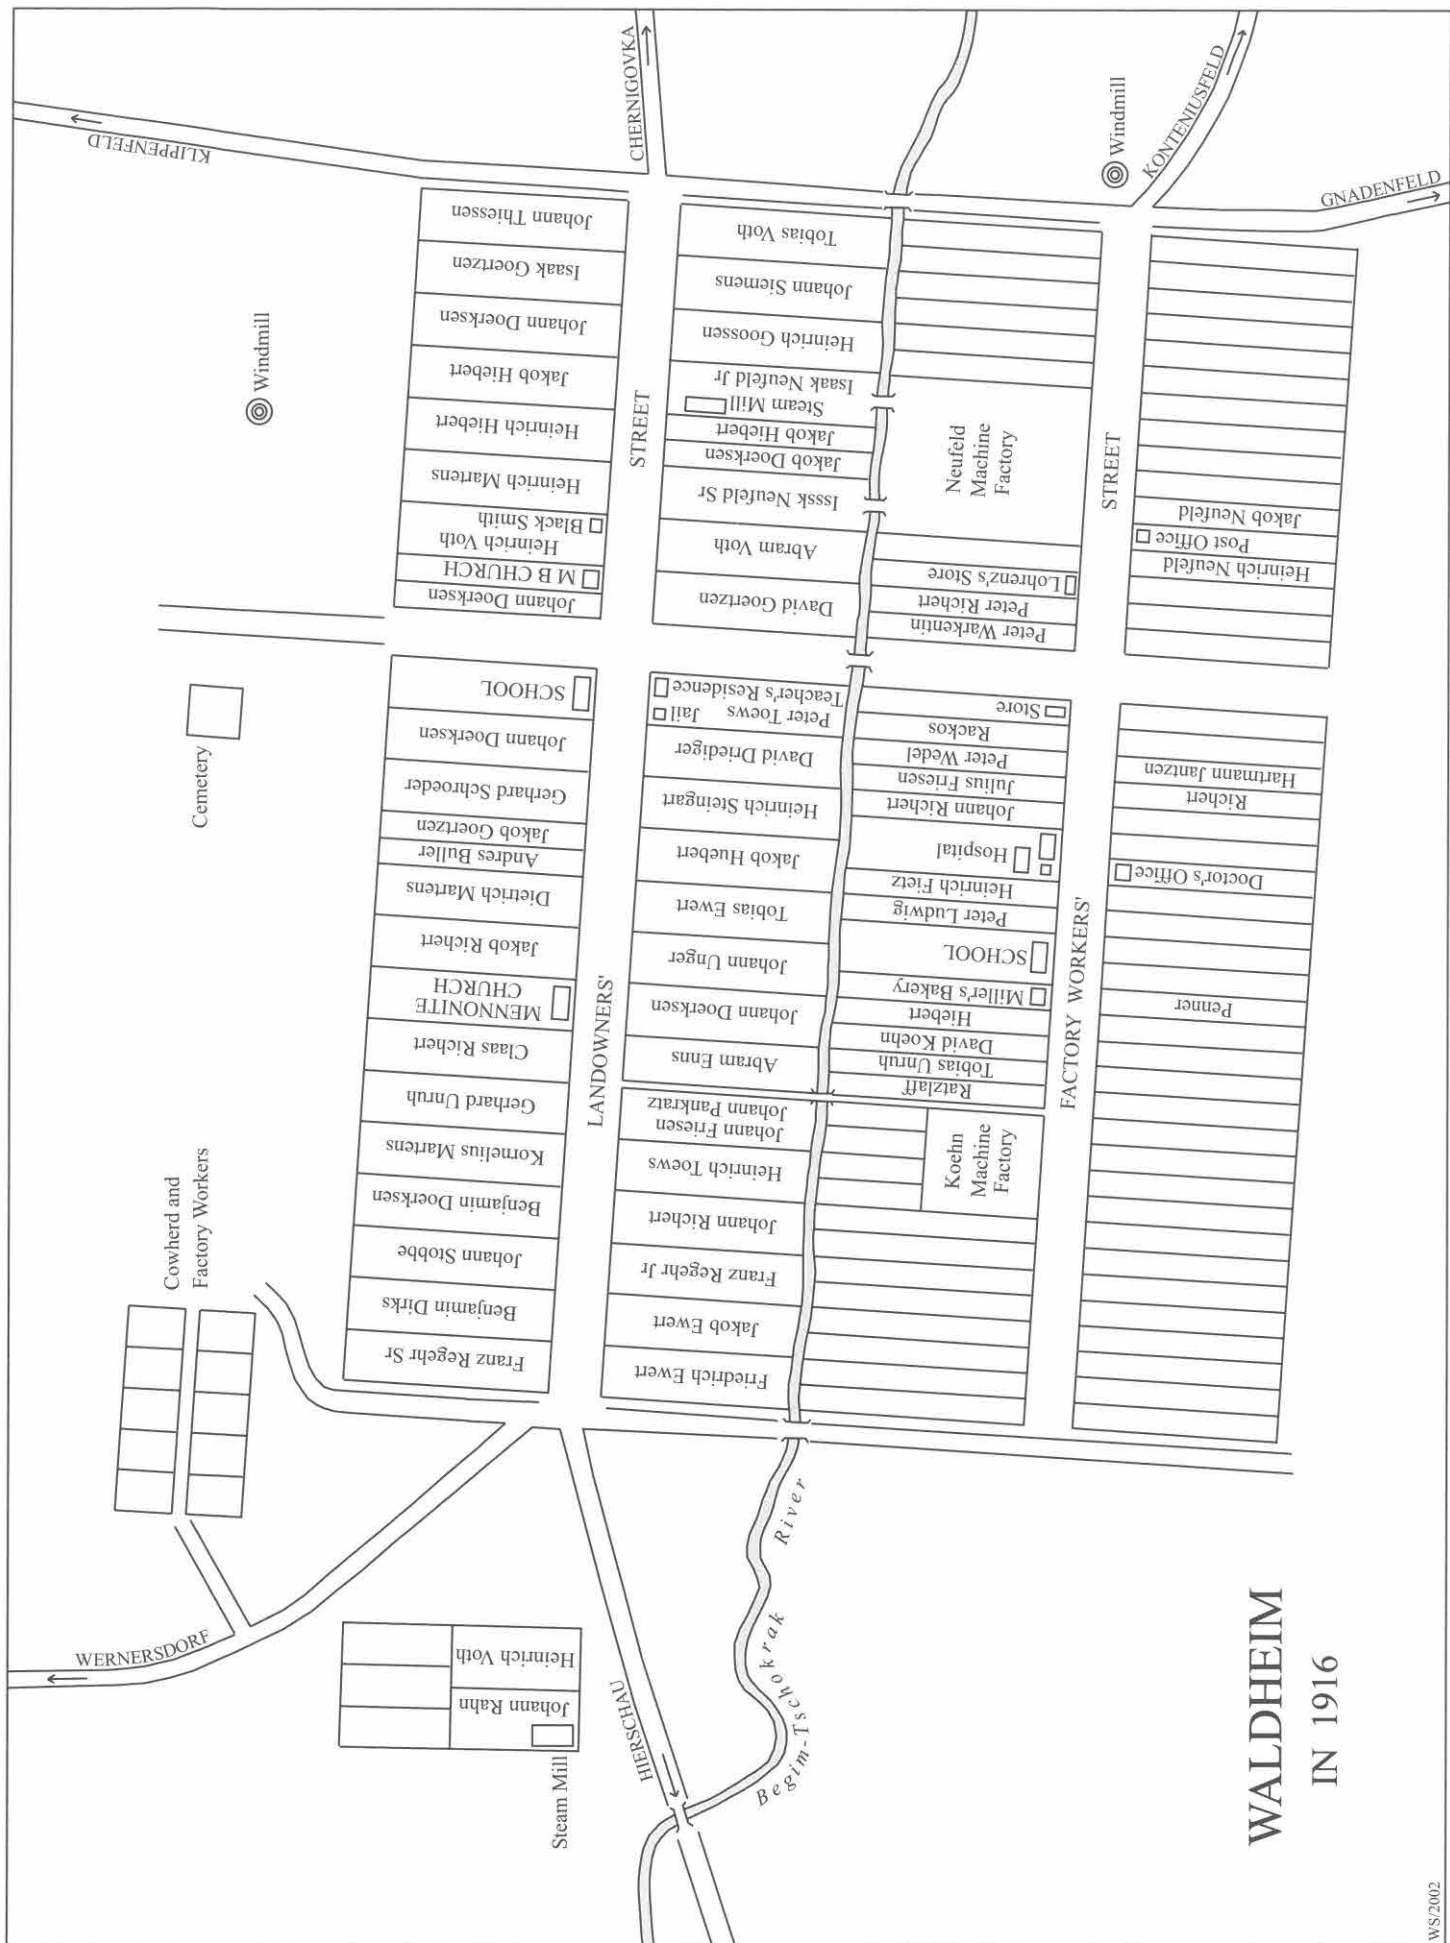 WALDHEIM
IN 1916
KLIPPENFELD
CHERNIGOVKA
KONTENIUSFELD
GNADENFELD
Windmill
Windmill
Johann Thiessen
Isaak Goertzen
Johann Doerksen
Jakob Hiebert
Heinrich Hiebert
Heinrich Martens
Black Smith
Heinrich Voth
M B CHURCH
Johann Doerksen
SCHOOL
Johann Doerksen
Gerhard Schroeder
Jakob Goertzen
Andres Buller
Dietrich Martens
Jakob Richert
MENNONITE
CHURCH
Claas Richert
Gerhard Unruh
Kornelius Martens
Benjamin Doerksen
Johann Stobbe
Benjamin Dirks
Franz Regehr Sr
LANDOWNERS'
STREET
Tobias Voth
Johann Siemens
Heinrich Goossen
Isaak Neufeld Jr
Steam Mill
Jakob Hiebert
Jakob Doerksen
Isssk Neufeld Sr
Abram Voth
David Goertzen
Teacher's Residence
Peter Toews
Jail
David Driediger
Heinrich Steingart
Jakob Huebert
Tobias Ewert
Johann Unger
Johann Doerksen
Abram Enns
Johann Pankratz
Johann Friesen
Heinrich Toews
Johann Richert
Franz Regehr Jr
Jakob Ewert
Friedrich Ewert
Neufeld
Machine
Factory
Lohrenz's Store
Peter Richert
Peter Warkentin
Store
Rackos
Peter Wedel
Julius Friesen
Johann Richert
Hospital
Heinrich Fietz
Peter Ludwig
SCHOOL
Miller's Bakery
Hiebert
David Koehn
Tobias Unruh
Ratzlaff
Koehn
Machine
Factory
FACTORY WORKERS'
STREET
Jakob Neufeld
Post Office
Heinrich Neufeld
Hartmann Jantzen
Richert
Doctor's Office
Penner
Cemetery
Cowherd and
Factory Workers
WERNERSDORF
Heinrich Voth
Johann Rahn
Steam Mill
HIERSCHAU
Begim-Tschokrak River
WS/2002